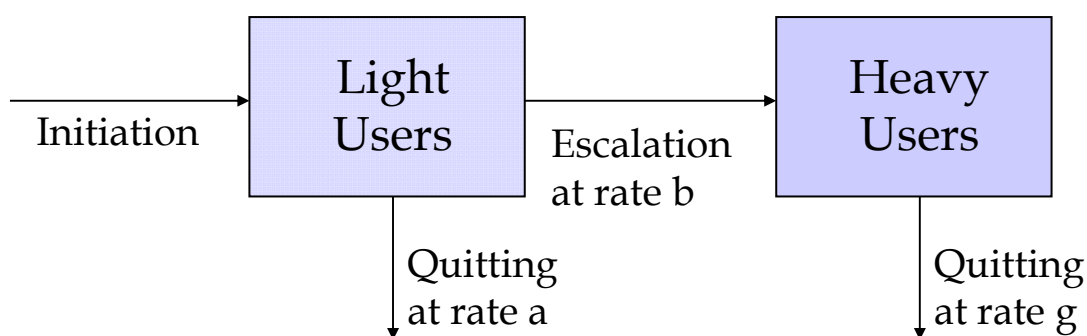 Light
Users
Heavy
Users
Initiation
Escalation
at rate b
Quitting
at rate a
Quitting
at rate g